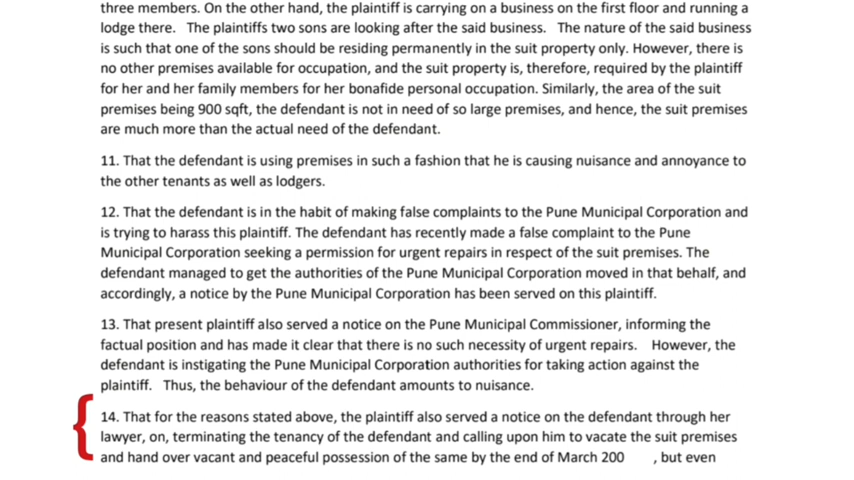 three members. On the other hand, the plaintiff is carrying on a business on the first floor and running a
lodge there. The plaintiffs two sons are looking after the said business. The nature of the said business
is such that one of the sons should be residing permanently in the suit property only. However, there is
no other premises available for occupation, and the suit property is, therefore, required by the plaintiff
for her and her family members for her bonafide personal occupation. Similarly, the area of the suit
premises being 900 sqft, the defendant is not in need of so large premises, and hence, the suit premises
are much more than the actual need of the defendant.
11. That the defendant is using premises in such a fashion that he is causing nuisance and annoyance to
the other tenants as well as lodgers.
12. That the defendant is in the habit of making false complaints to the Pune Municipal Corporation and
is trying to harass this plaintiff. The defendant has recently made a false complaint to the Pune
Municipal Corporation seeking a permission for urgent repairs in respect of the suit premises. The
defendant managed to get the authorities of the Pune Municipal Corporation moved in that behalf, and
accordingly, a notice by the Pune Municipal Corporation has been served on this plaintiff.
13. That present plaintiff also served a notice on the Pune Municipal Commissioner, informing the
factual position and has made it clear that there is no such necessity of urgent repairs. However, the
defendant is instigating the Pune Municipal Corporation authorities for taking action against the
plaintiff. Thus, the behaviour of the defendant amounts to nuisance.
14. That for the reasons stated above, the plaintiff also served a notice on the defendant through her
lawyer, on, terminating the tenancy of the defendant and calling upon him to vacate the suit premises
and hand over vacant and peaceful possession of the same by the end of March 200 , but even